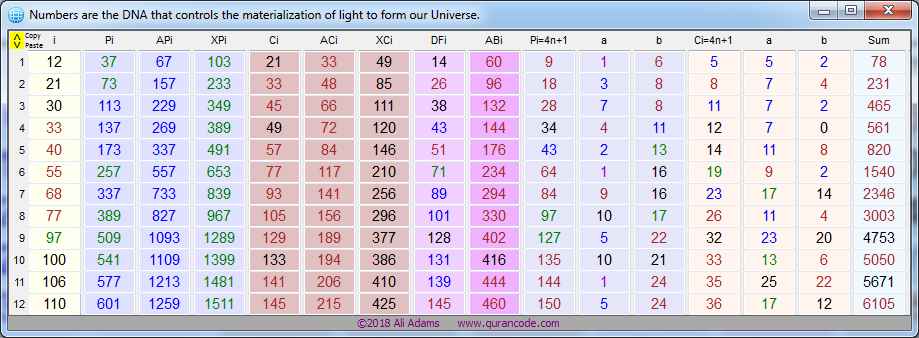 Numbers are the DNA that controls the materialization of light to form our Universe.
Copy Paste i Pi APi XPi Ci ACi XCi DFi ABi Pi=4n+1 a b Ci=4n+1 a b Sum
1 12 37 67 103 21 33 49 14 60 9 1 6 5 5 2 78
2 21 73 157 233 33 48 85 26 96 18 3 8 8 7 4 231
3 30 113 229 349 45 66 111 38 132 28 7 8 11 7 2 465
4 33 137 269 389 49 72 120 43 144 34 4 11 12 7 0 561
5 40 173 337 491 57 84 146 51 176 43 2 13 14 11 8 820
6 55 257 557 653 77 117 210 71 234 64 1 16 19 9 2 1540
7 68 337 733 839 93 141 256 89 294 84 9 16 23 17 14 2346
8 77 389 827 967 105 156 296 101 330 97 10 17 26 11 4 3003
9 97 509 1093 1289 129 189 377 128 402 127 5 22 32 23 20 4753
10 100 541 1109 1399 133 194 386 131 416 135 10 21 33 13 6 5050
11 106 577 1213 1481 141 206 410 139 444 144 1 24 35 25 22 5671
12 110 601 1259 1511 145 215 425 145 460 150 5 24 36 17 12 6105
©2018 Ali Adams www.qurancode.com